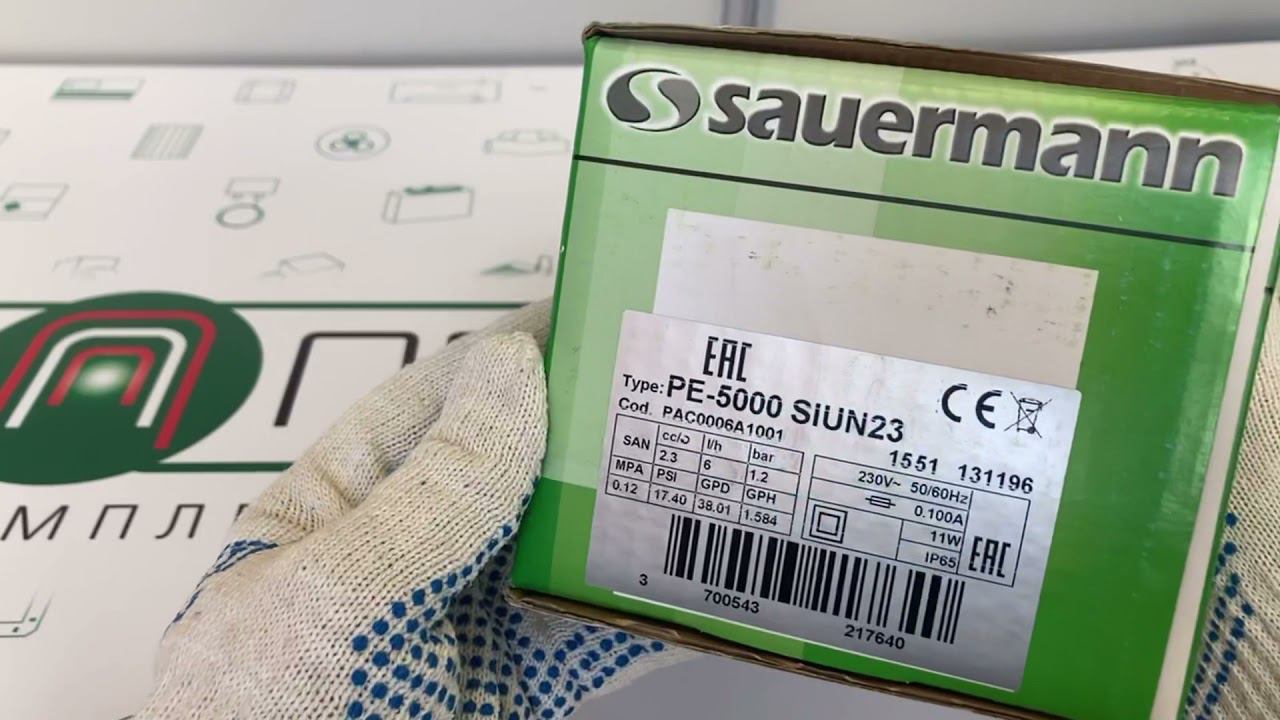 sauermann
EAC
CE
Type: PE-5000 SIUN23
Cod. PAC0006A1001
1551 131196
SAN cc/ l/h bar
2.3 6 1.2
MPA PSI GPD GPH
0.12 17.40 38.01 1.584
230V~ 50/60Hz
0.100A
11W
IP65
EAC
3 700543 217640
МПЛ